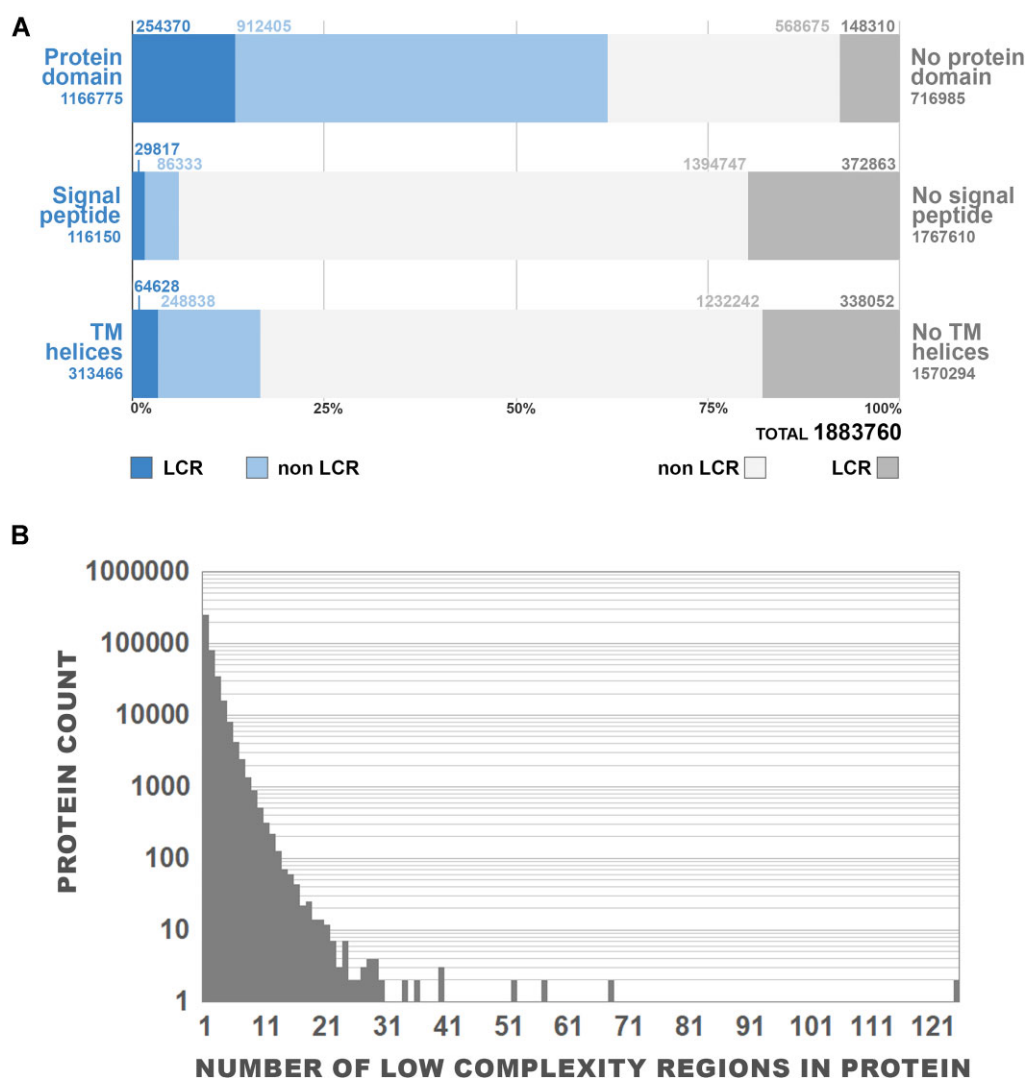 A
254370 912405 568675 148310
Protein domain
1166775
No protein domain
716985
29817
86333 1394747 372863
Signal peptide
116150
No signal peptide
1767610
64628
248838 1232242 338052
TM helices
313466
No TM helices
1570294
0% 25% 50% 75% 100%
TOTAL 1883760
LCR non LCR non LCR LCR
B
1000000
100000
10000
1000
100
10
1
PROTEIN COUNT
1 11 21 31 41 51 61 71 81 91 101 111 121
NUMBER OF LOW COMPLEXITY REGIONS IN PROTEIN